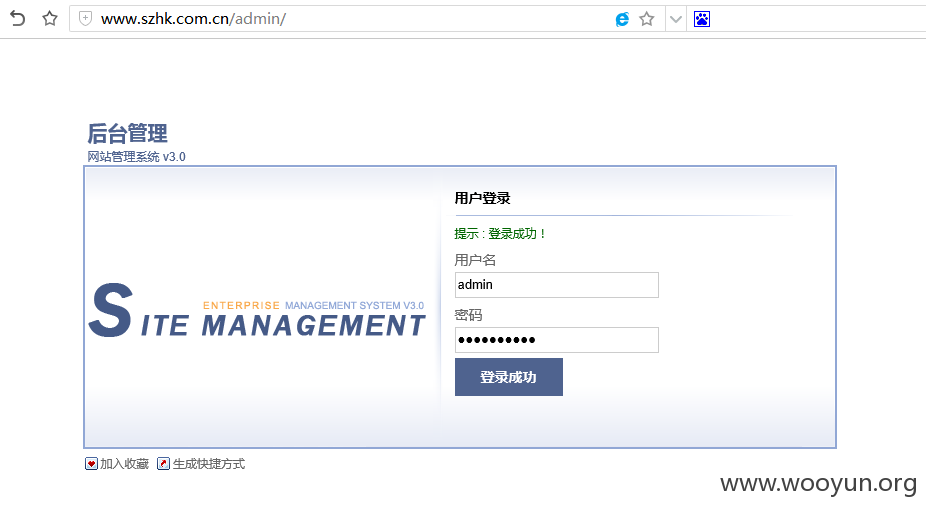 www.szhk.com.cn/admin/
后台管理
网站管理系统 v3.0
用户登录
提示 : 登录成功 !
用户名
admin
ENTERPRISE MANAGEMENT SYSTEM V3.0
SITE MANAGEMENT
密码
●●●●●●●●●●
登录成功
加入收藏 生成快捷方式
www.wooyun.org